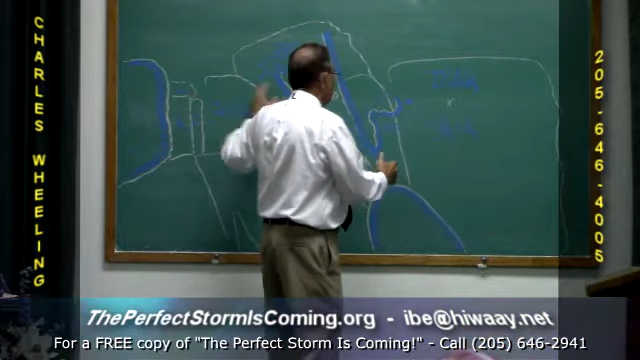 CHARLES WHEELING
205-646-4005
ThePerfectStormIsComing.org - ibe@hiwaay.net
For a FREE copy of "The Perfect Storm Is Coming!" - Call (205) 646-2941